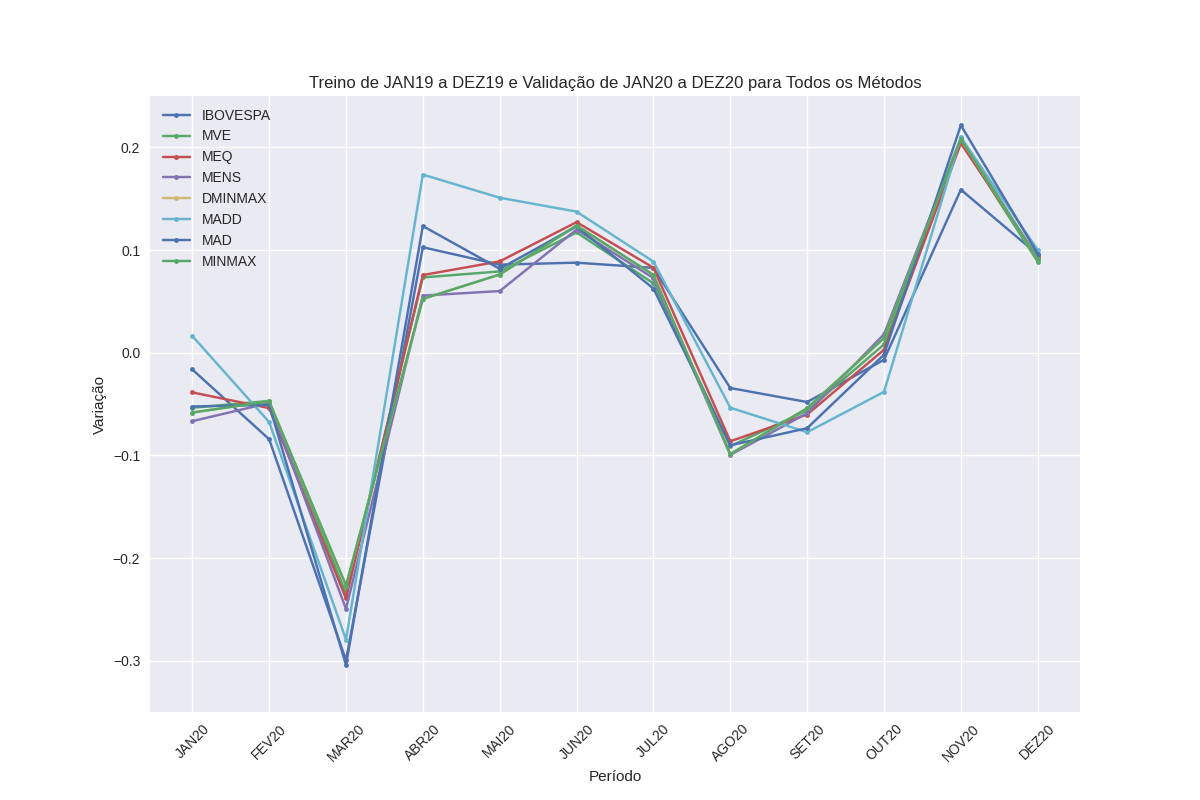 Treino de JAN19 a DEZ19 e Validação de JAN20 a DEZ20 para Todos os Métodos
IBOVESPA
MVE
MEQ
MENS
DMINMAX
MADD
MAD
MINMAX
0.2
0.1
0.0
−0.1
−0.2
−0.3
Variação
JAN20
FEV20
MAR20
ABR20
MAI20
JUN20
JUL20
AGO20
SET20
OUT20
NOV20
DEZ20
Período